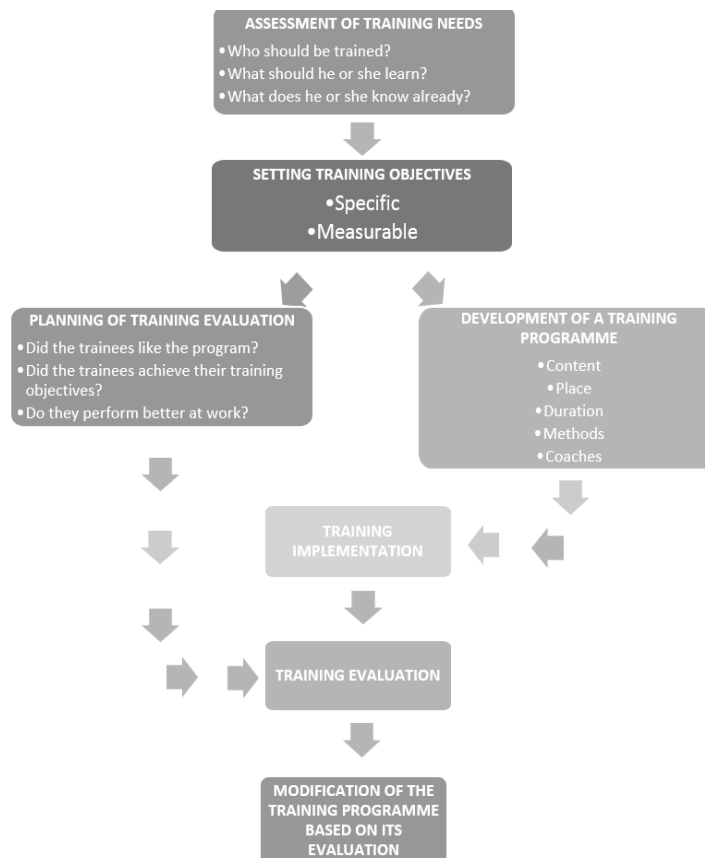 ASSESSMENT OF TRAINING NEEDS
•Who should be trained?
•What should he or she learn?
•What does he or she know already?
SETTING TRAINING OBJECTIVES
•Specific
•Measurable
PLANNING OF TRAINING EVALUATION
•Did the trainees like the program?
•Did the trainees achieve their training
objectives?
•Do they perform better at work?
DEVELOPMENT OF A TRAINING
PROGRAMME
•Content
•Place
•Duration
•Methods
•Coaches
TRAINING
IMPLEMENTATION
TRAINING EVALUATION
MODIFICATION OF THE
TRAINING PROGRAMME
BASED ON ITS
EVALUATION